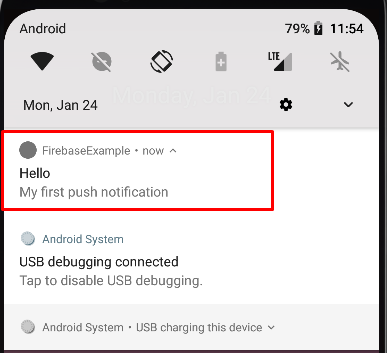 Android 79% 11:54
LTE
Mon, Jan 24
FirebaseExample • now
Hello
My first push notification
Android System
USB debugging connected
Tap to disable USB debugging.
Android System • USB charging this device